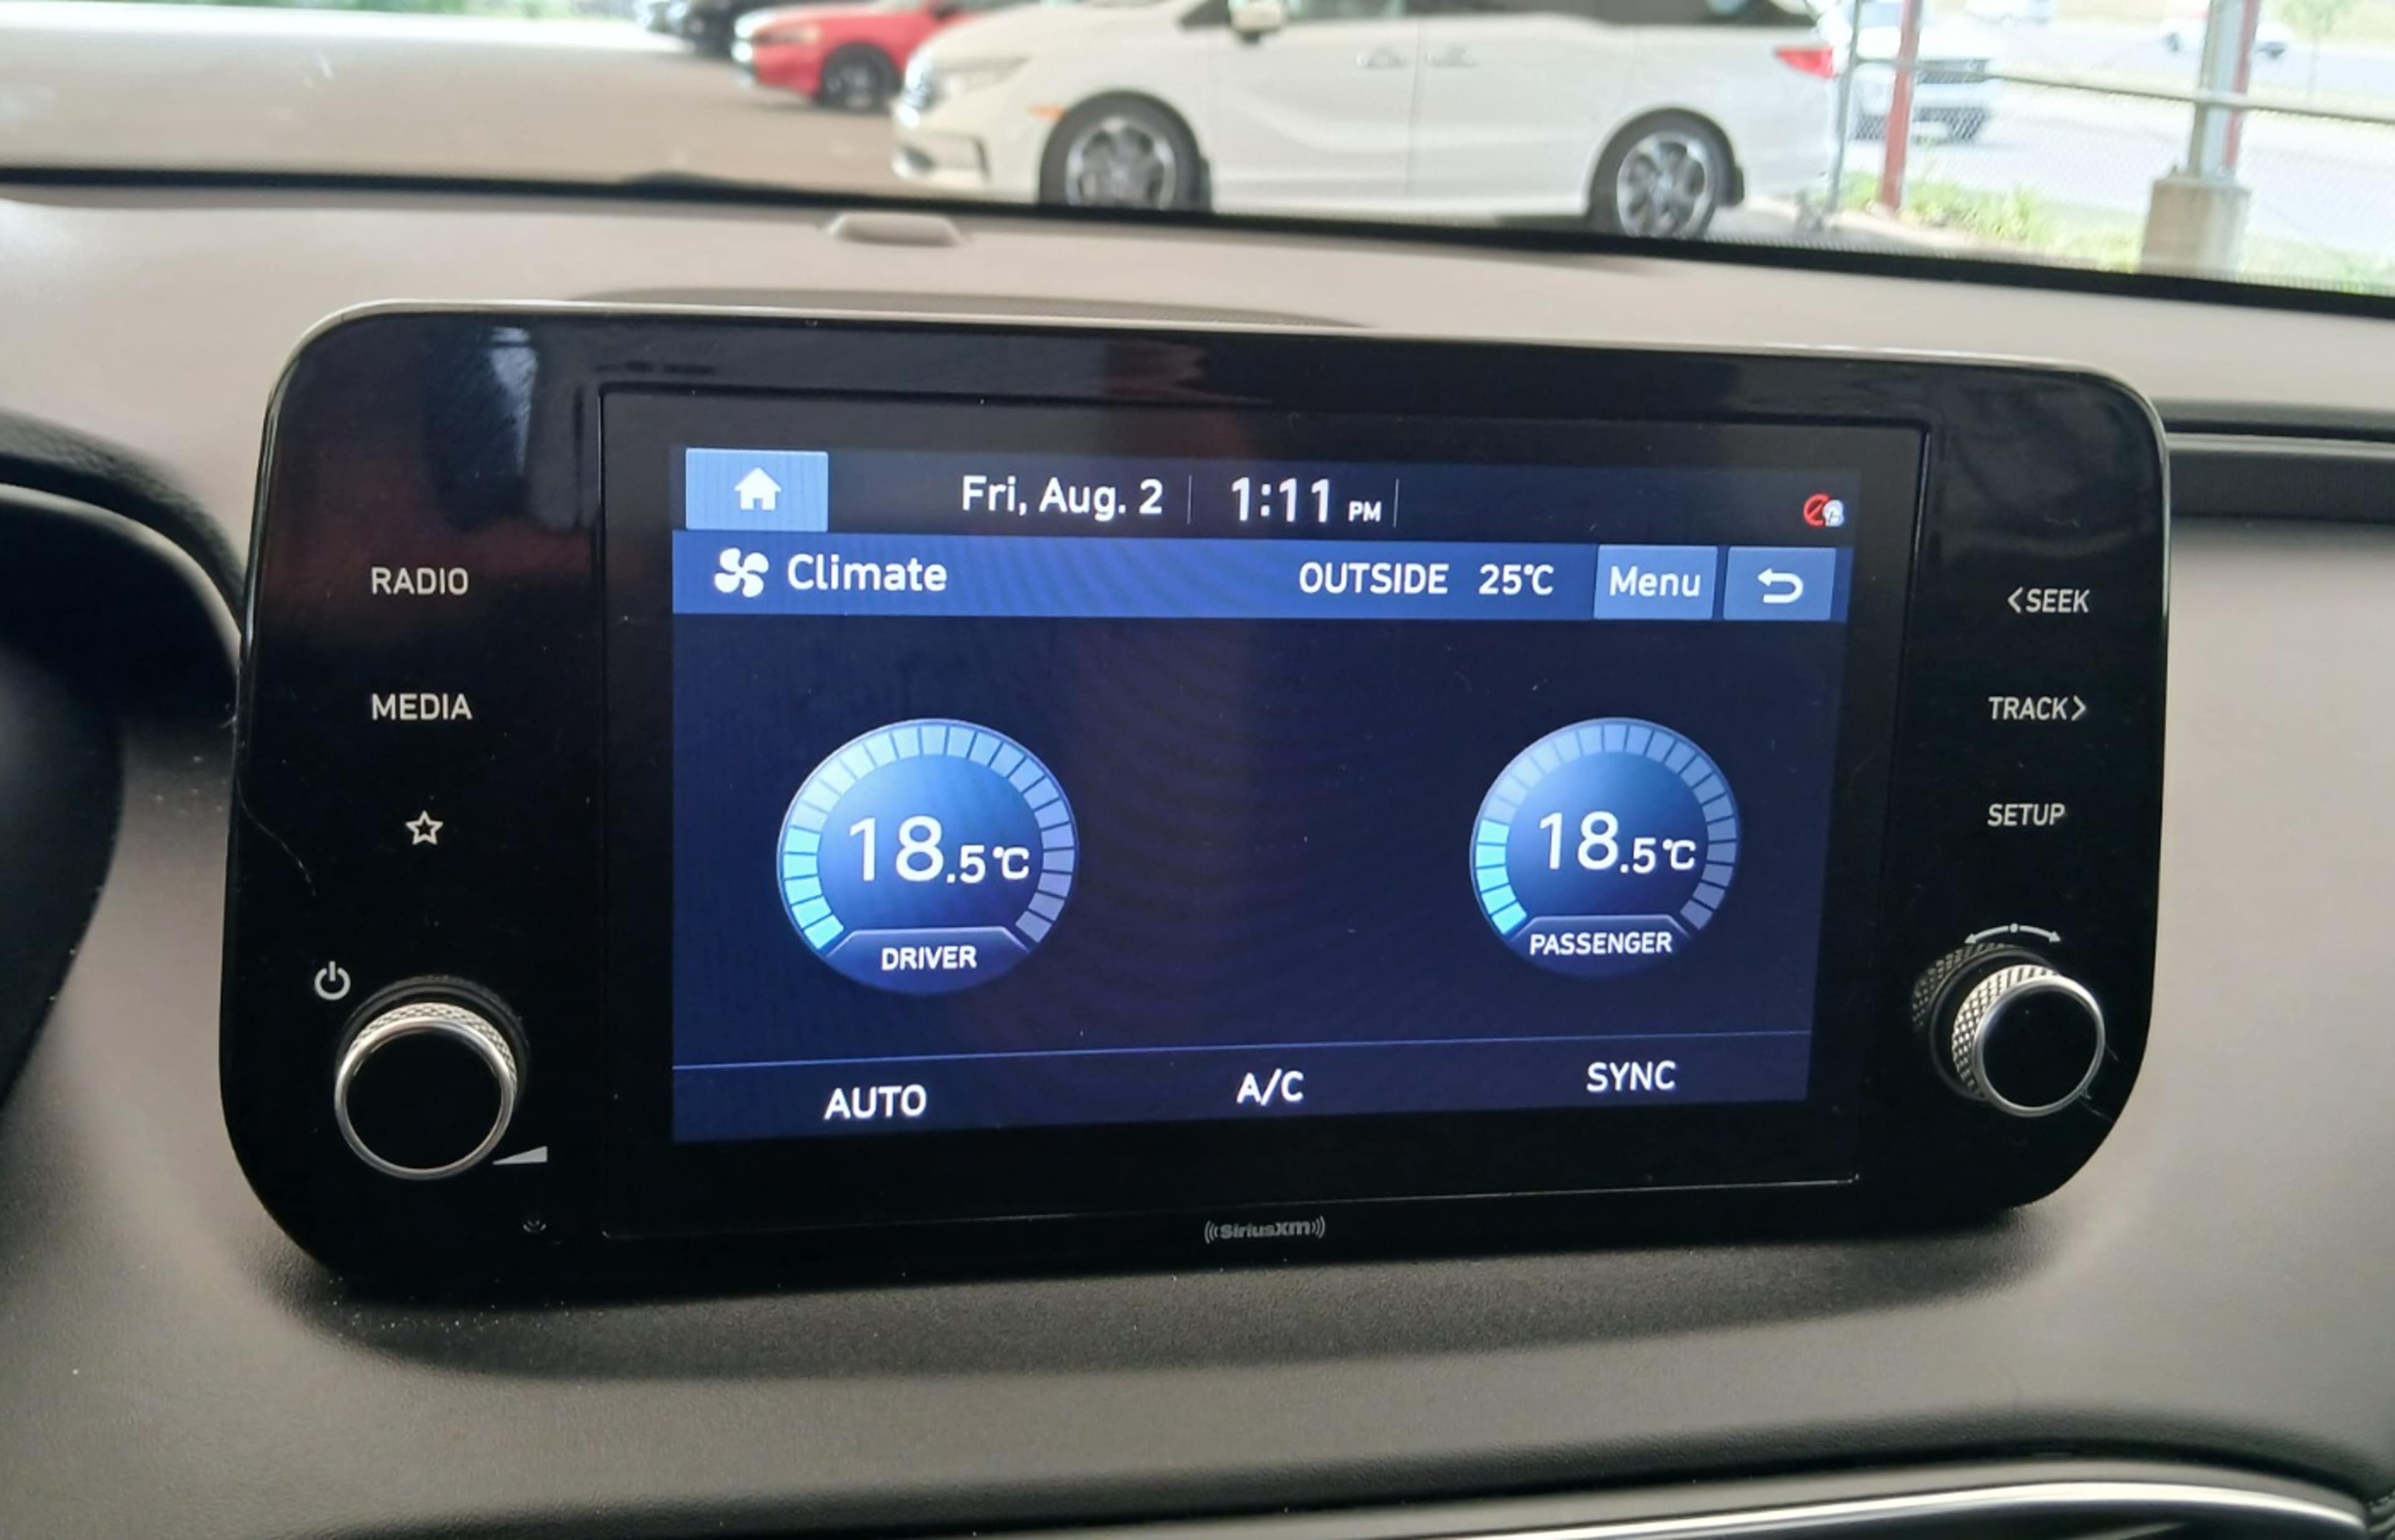 Fri, Aug. 2 1:11 PM
Climate OUTSIDE 25°C Menu
RADIO
<SEEK
MEDIA
TRACK>
SETUP
18.5°C
DRIVER
18.5°C
PASSENGER
AUTO A/C SYNC
((SiriusXM))